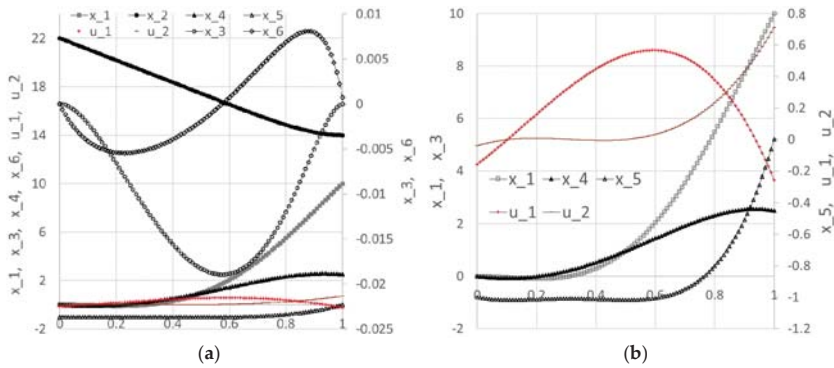 x_1 x_2 x_4 x_5
u_1 u_2 x_3 x_6
22
18
14
10
6
2
-2
0 0.2 0.4 0.6 0.8 1
0.01
0.005
0
-0.005
-0.01
-0.015
-0.02
-0.025
x_1, x_3, x_4, x_6, u_1, u_2
x_3, x_6
(a)
10
8
6
4
2
0
-2
0 0.2 0.4 0.6 0.8 1
0.8
0.6
0.4
0.2
0
-0.2
-0.4
-0.6
-0.8
-1
-1.2
x_1, x_3
x_5, u_1, u_2
x_1 x_4 x_5
u_1 u_2
(b)